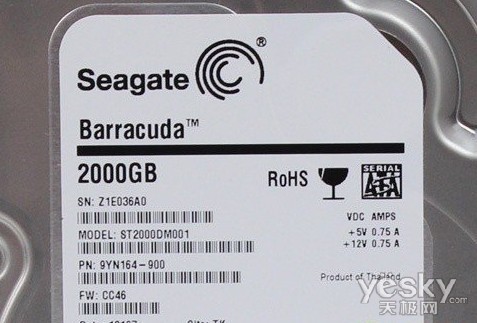 Seagate®
Barracuda™
2000GB
RoHS
SERIAL
ATA
SN: Z1E036A0
VDC AMPS
MODEL: ST2000DM001
+5V 0.75 A
+12V 0.75 A
PN: 9YN164-900
Product of Thailand
FW: CC46
yesky
天极网